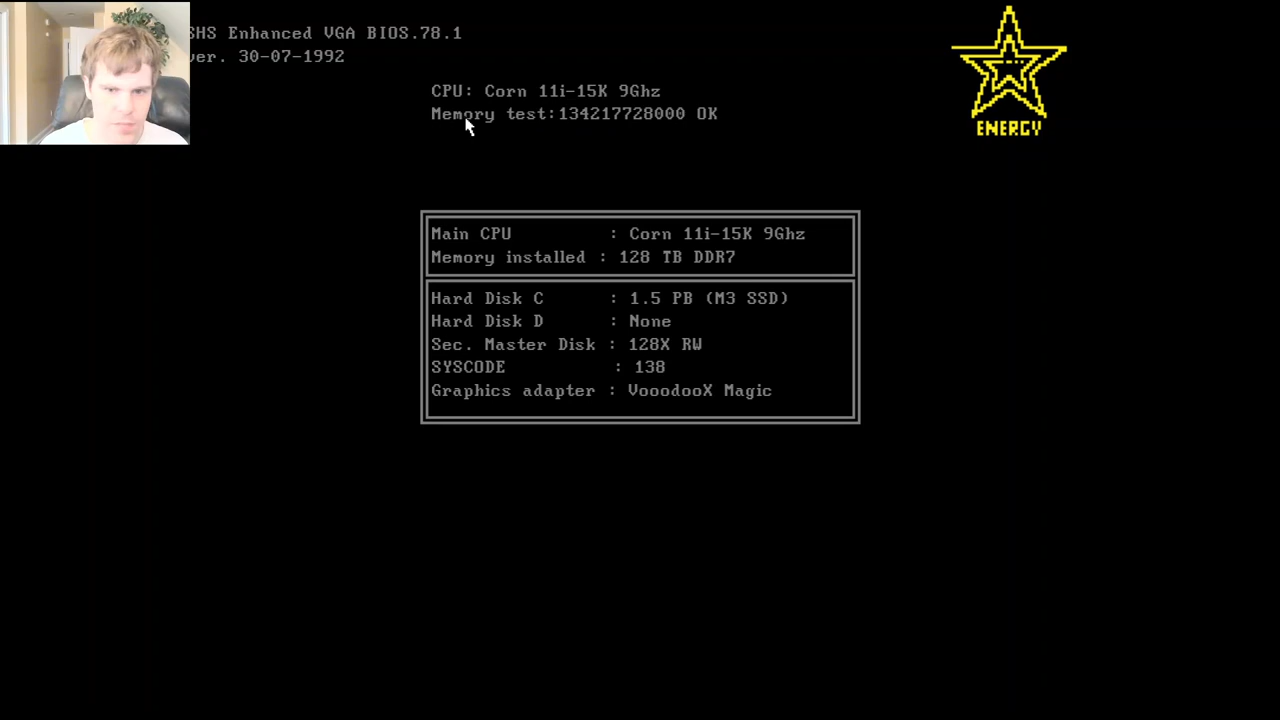 SHS Enhanced VGA BIOS.78.1
ver. 30-07-1992
CPU: Corn 11i-15K 9Ghz
Memory test:134217728000 OK
ENERGY
Main CPU : Corn 11i-15K 9Ghz
Memory installed : 128 TB DDR7
Hard Disk C : 1.5 PB (M3 SSD)
Hard Disk D : None
Sec. Master Disk : 128X RW
SYSCODE : 138
Graphics adapter : VooodooX Magic